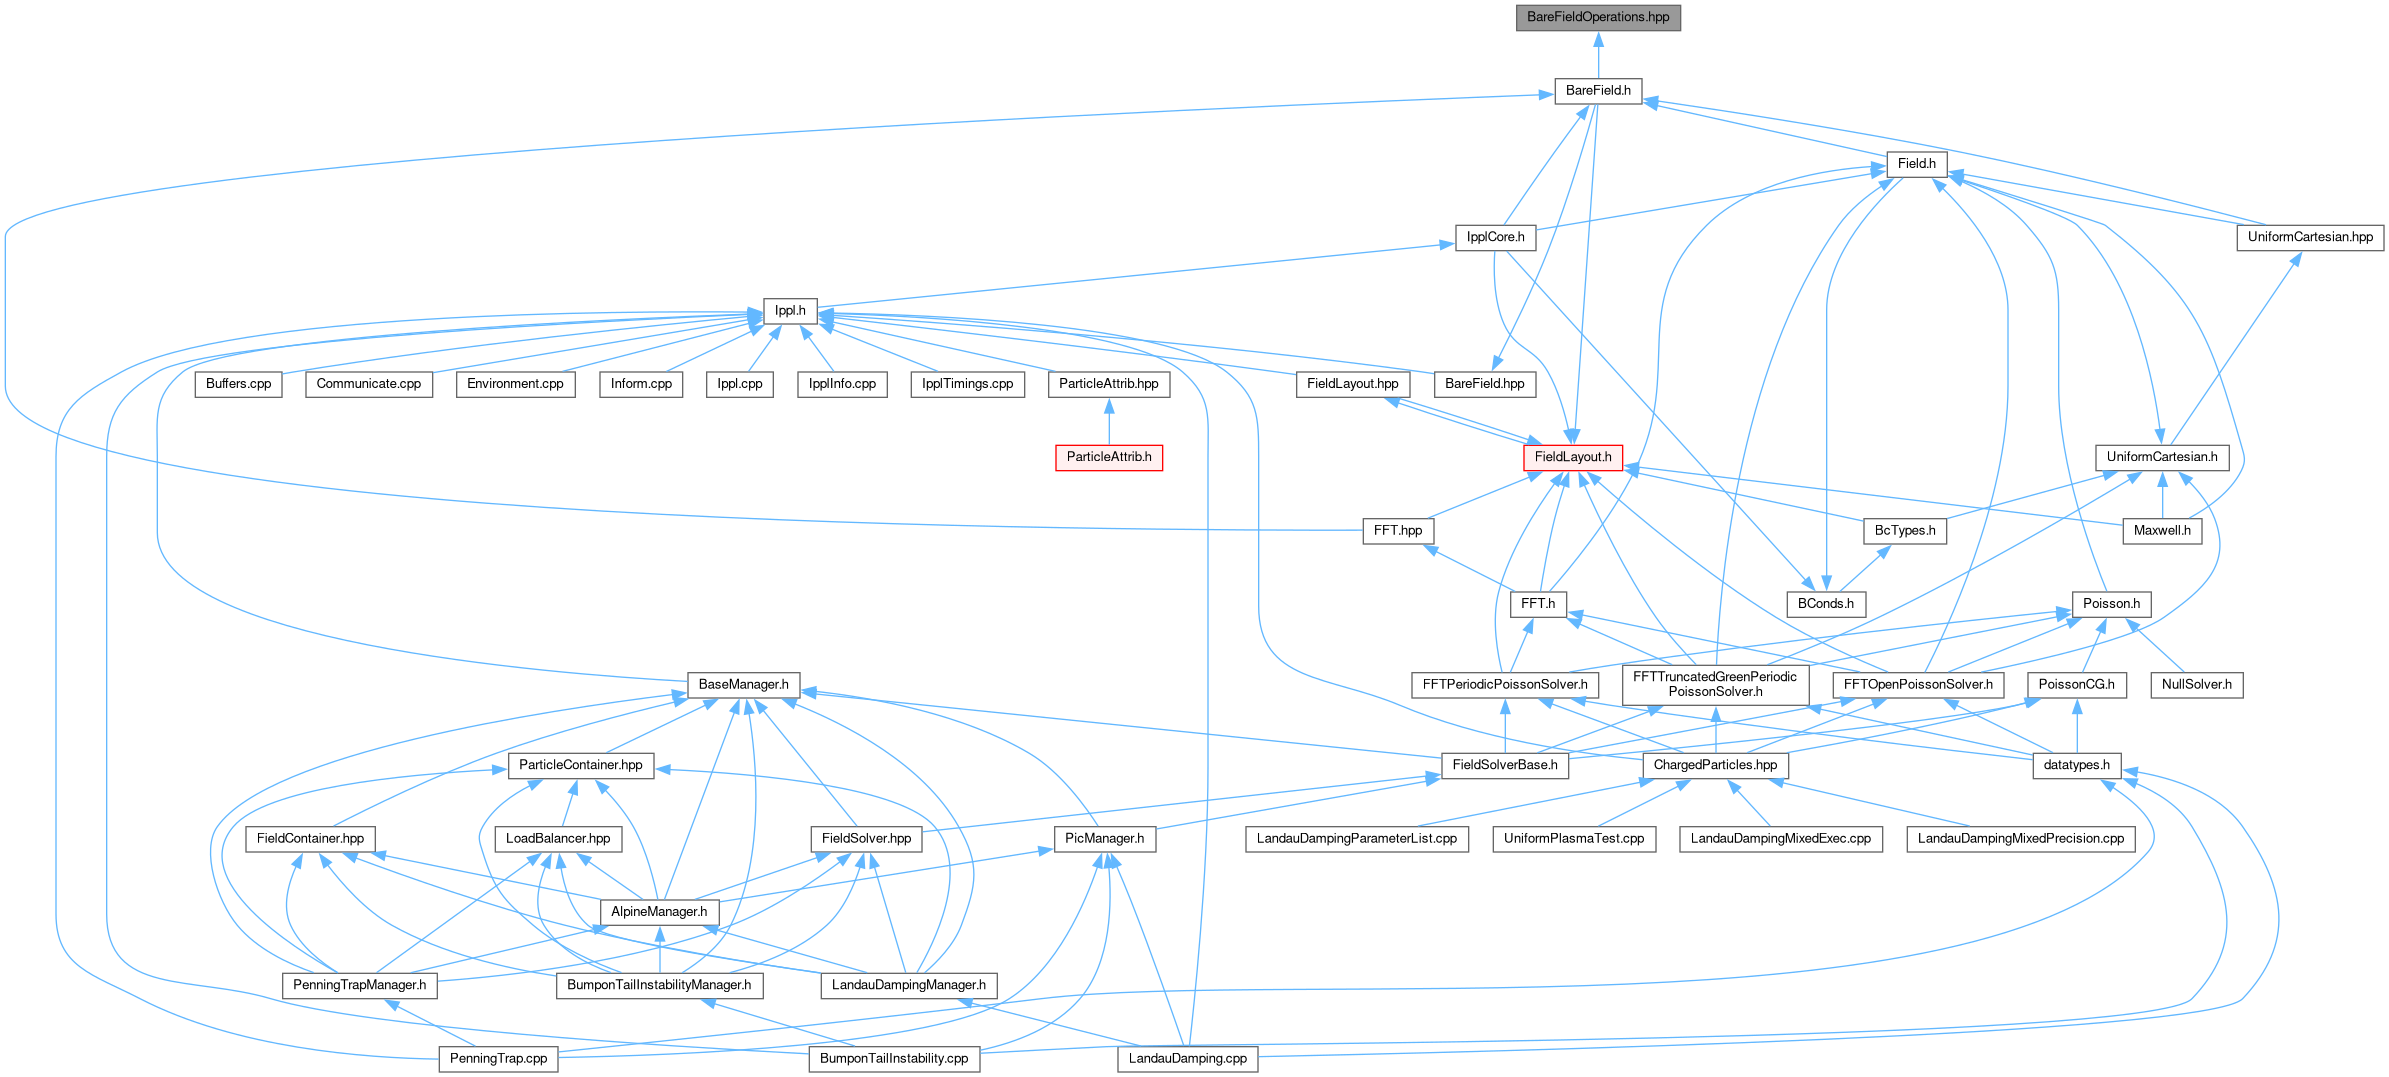 BareFieldOperations.hpp
BareField.h
Field.h
IpplCore.h
UniformCartesian.hpp
Ippl.h
Buffers.cpp
Communicate.cpp
Environment.cpp
Inform.cpp
Ippl.cpp
IpplInfo.cpp
IpplTimings.cpp
ParticleAttrib.hpp
FieldLayout.hpp
BareField.hpp
ParticleAttrib.h
FieldLayout.h
UniformCartesian.h
FFT.hpp
BcTypes.h
Maxwell.h
FFT.h
BConds.h
Poisson.h
BaseManager.h
FFTPeriodicPoissonSolver.h
FFTTruncatedGreenPeriodic
PoissonSolver.h
FFTOpenPoissonSolver.h
PoissonCG.h
NullSolver.h
ParticleContainer.hpp
FieldSolverBase.h
ChargedParticles.hpp
datatypes.h
FieldContainer.hpp
LoadBalancer.hpp
FieldSolver.hpp
PicManager.h
LandauDampingParameterList.cpp
UniformPlasmaTest.cpp
LandauDampingMixedExec.cpp
LandauDampingMixedPrecision.cpp
AlpineManager.h
PenningTrapManager.h
BumponTailInstabilityManager.h
LandauDampingManager.h
PenningTrap.cpp
BumponTailInstability.cpp
LandauDamping.cpp